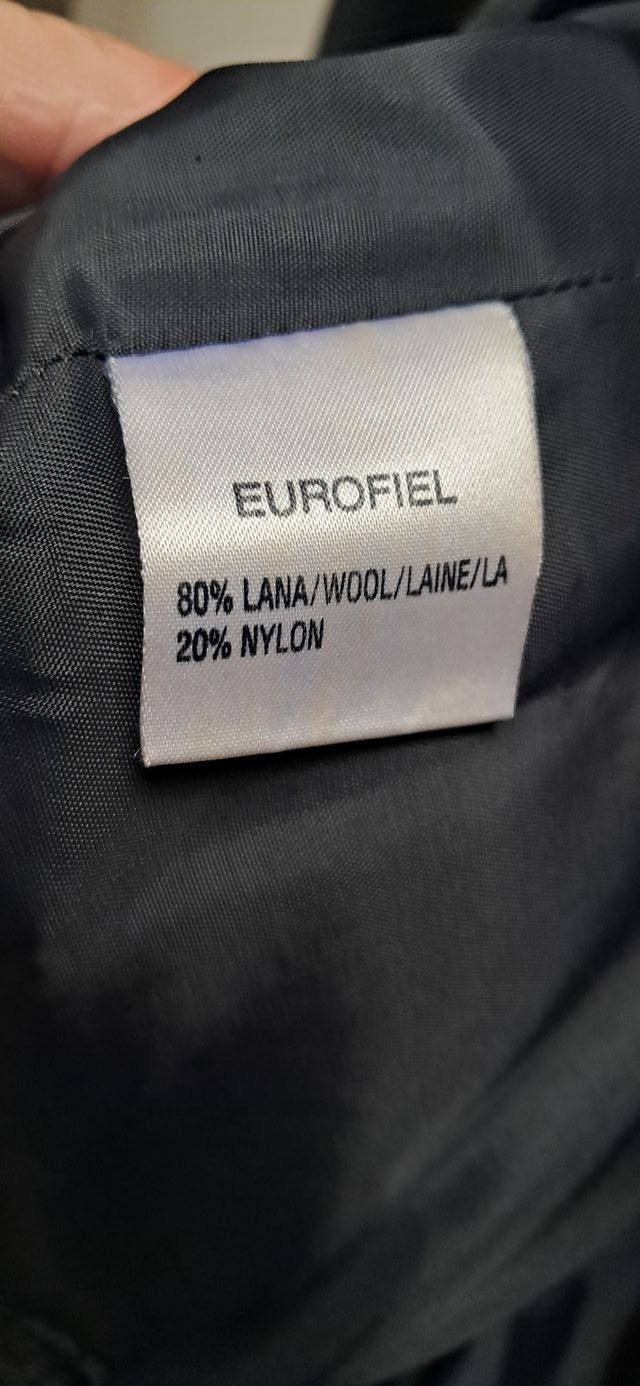 EUROFIEL
80% LANA/WOOL/LAINE/LA
20% NYLON